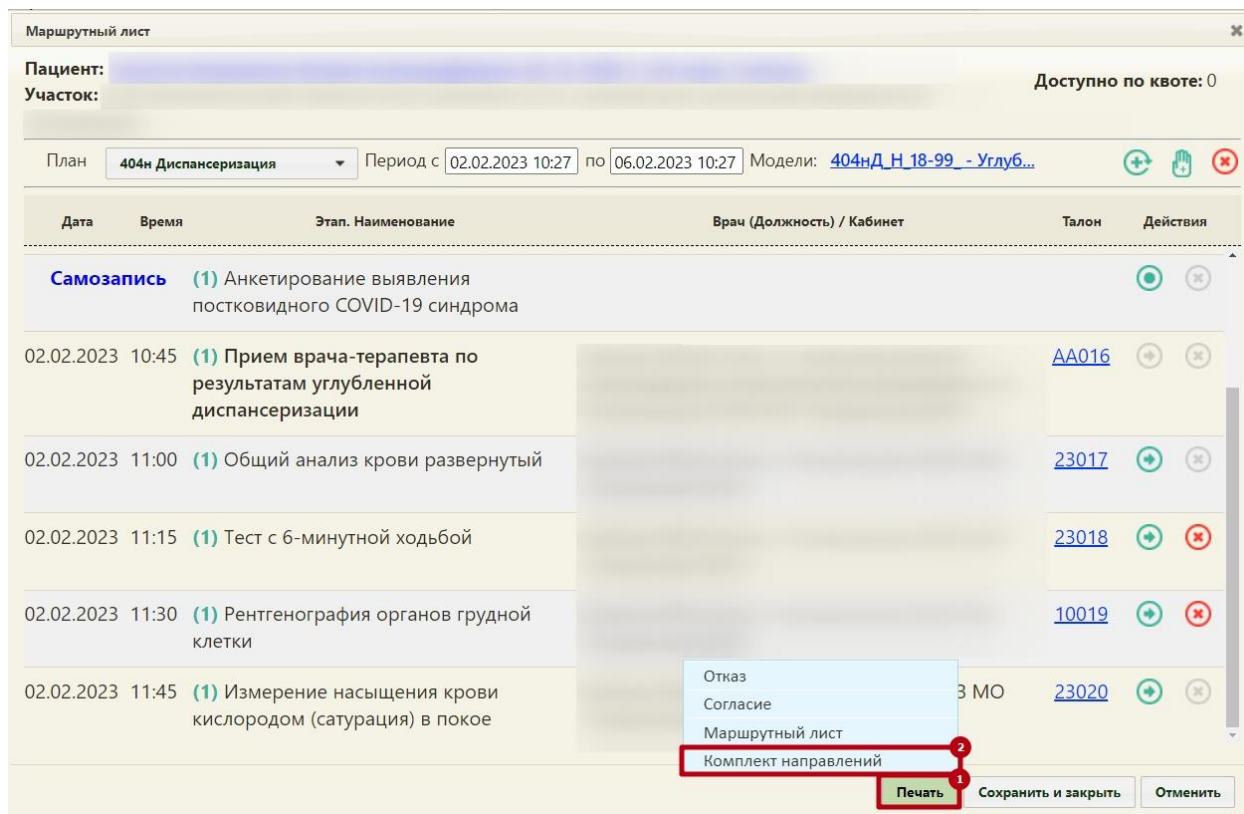 Маршрутный лист
Пациент:
Участок:
Доступно по квоте: 0
План 404н Диспансеризация Период с 02.02.2023 10:27 по 06.02.2023 10:27 Модели: 404нД_Н_18-99_ - Углуб...
Дата Время Этап. Наименование Врач (Должность) / Кабинет Талон Действия
Самозапись (1) Анкетирование выявления
постковидного COVID-19 синдрома
02.02.2023 10:45 (1) Прием врача-терапевта по AA016
результатам углубленной
диспансеризации
02.02.2023 11:00 (1) Общий анализ крови развернутый 23017
02.02.2023 11:15 (1) Тест с 6-минутной ходьбой 23018
02.02.2023 11:30 (1) Рентгенография органов грудной 10019
клетки
02.02.2023 11:45 (1) Измерение насыщения крови З МО 23020
кислородом (сатурация) в покое
Отказ
Согласие
Маршрутный лист
Комплект направлений 2
Печать 1 Сохранить и закрыть Отменить